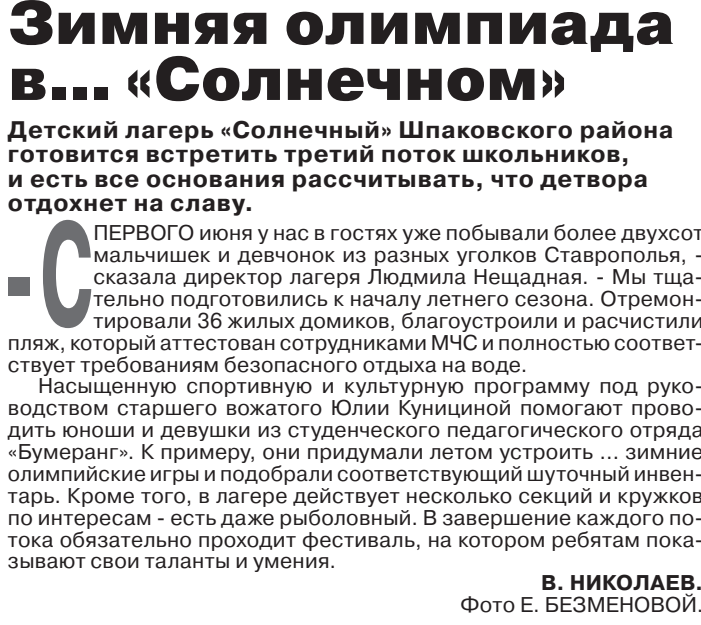 Зимняя олимпиада
в... «Солнечном»
Детский лагерь «Солнечный» Шпаковского района
готовится встретить третий поток школьников,
и есть все основания рассчитывать, что детвора
отдохнет на славу.
- С ПЕРВОГО июня у нас в гостях уже побывали более двухсот
мальчишек и девчонок из разных уголков Ставрополья, -
сказала директор лагеря Людмила Нещадная. - Мы тща-
тельно подготовились к началу летнего сезона. Отремон-
тировали 36 жилых домиков, благоустроили и расчистили
пляж, который аттестован сотрудниками МЧС и полностью соответ-
ствует требованиям безопасного отдыха на воде.
Насыщенную спортивную и культурную программу под руко-
водством старшего вожатого Юлии Кунициной помогают прово-
дить юноши и девушки из студенческого педагогического отряда
«Бумеранг». К примеру, они придумали летом устроить ... зимние
олимпийские игры и подобрали соответствующий шуточный инвен-
тарь. Кроме того, в лагере действует несколько секций и кружков
по интересам - есть даже рыболовный. В завершение каждого по-
тока обязательно проходит фестиваль, на котором ребятам пока-
зывают свои таланты и умения.
В. НИКОЛАЕВ.
Фото Е. БЕЗМЕНОВОЙ.